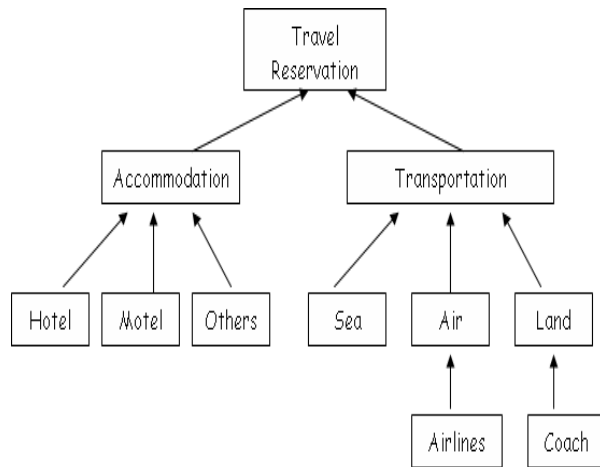 Travel
Reservation
Accommodation
Transportation
Hotel
Motel
Others
Sea
Air
Land
Airlines
Coach